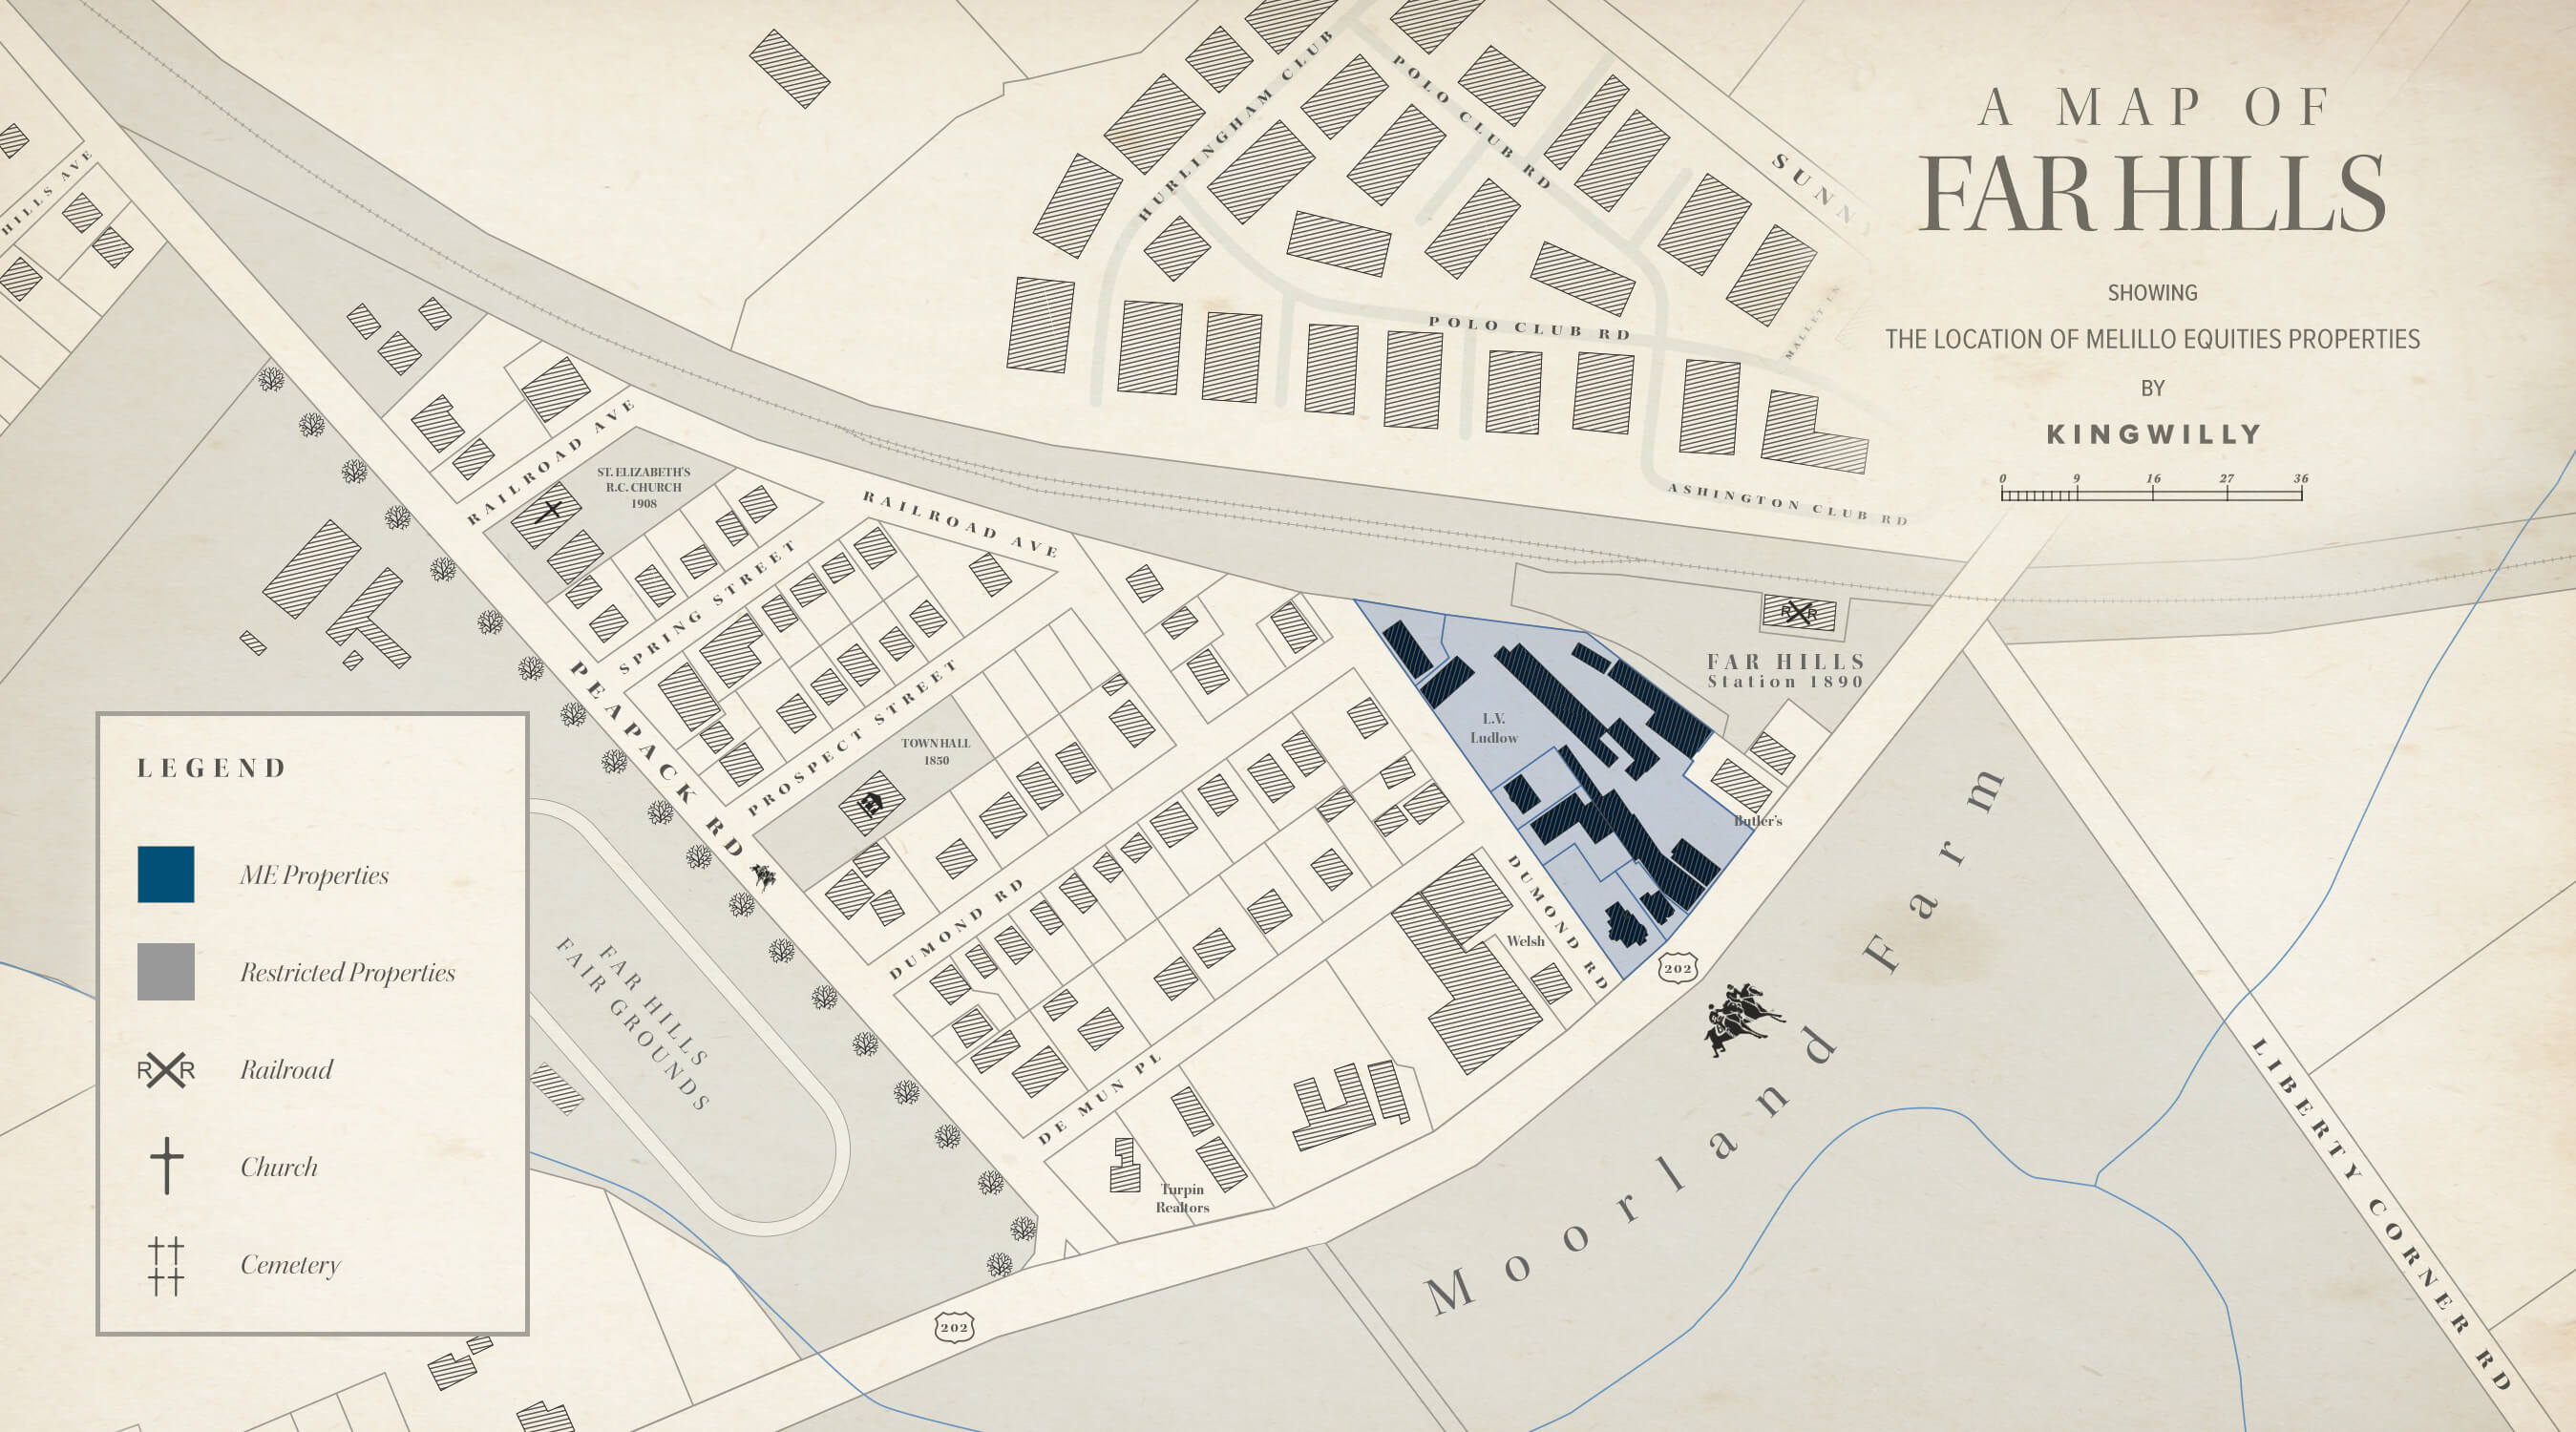 A MAP OF
FAR HILLS
SHOWING
THE LOCATION OF MELILLO EQUITIES PROPERTIES
BY
KINGWILLY
0 9 16 27 36
HURLINGHAM CLUB
POLO CLUB RD
SUNN
HILLS AVE
POLO CLUB RD
MALLET LN
ASHINGTON CLUB RD
RAILROAD AVE
ST. ELIZABETH'S
R.C. CHURCH
1908
RAILROAD AVE
SPRING STREET
R R
FAR HILLS
Station 1890
PEAPACK RD
PROSPECT STREET
TOWN HALL
1850
L.V.
Ludlow
Butler's
DUMOND RD
DUMOND RD
Welsh
202
Moorland Farm
FAR HILLS
FAIR GROUNDS
DE MUN PL
Turpin
Realtors
202
LIBERTY CORNER RD
LEGEND
ME Properties
Restricted Properties
R R Railroad
Church
Cemetery